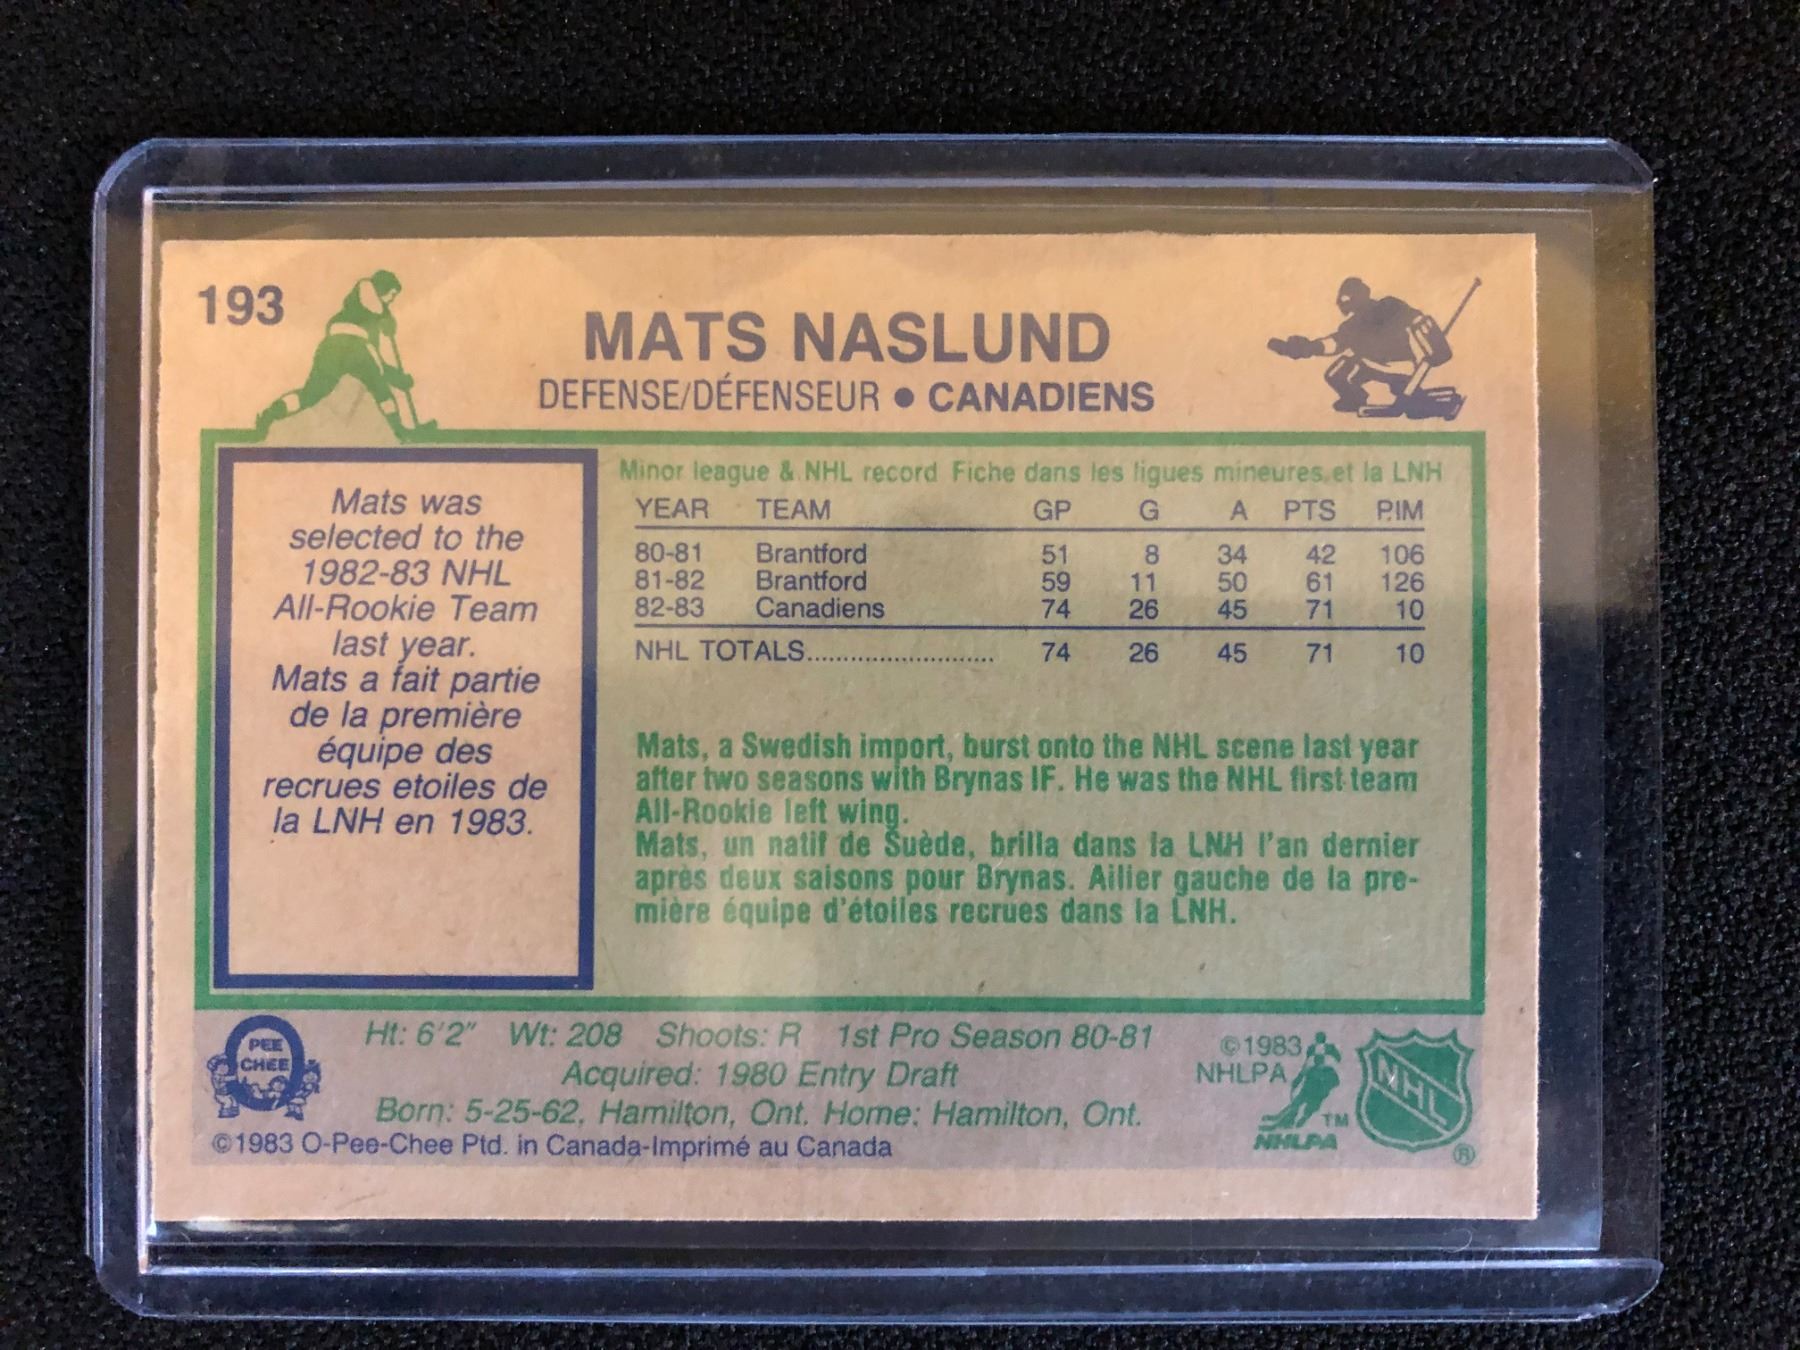 193
MATS NASLUND
DEFENSE/DÉFENSEUR • CANADIENS
Mats was
selected to the
1982-83 NHL
All-Rookie Team
last year.
Mats a fait partie
de la première
équipe des
recrues etoiles de
la LNH en 1983.
Minor league & NHL record Fiche dans les ligues mineures et la LNH
YEAR TEAM GP G A PTS PIM
80-81 Brantford 51 8 34 42 106
81-82 Brantford 59 11 50 61 126
82-83 Canadiens 74 26 45 71 10
NHL TOTALS.......................... 74 26 45 71 10
Mats, a Swedish import, burst onto the NHL scene last year
after two seasons with Brynas IF. He was the NHL first team
All-Rookie left wing.
Mats, un natif de Suède, brilla dans la LNH l'an dernier
après deux saisons pour Brynas. Ailier gauche de la pre-
mière équipe d'étoiles recrues dans la LNH.
O
PEE
CHEE
Ht: 6'2" Wt: 208 Shoots: R 1st Pro Season 80-81
Acquired: 1980 Entry Draft
Born: 5-25-62, Hamilton, Ont. Home: Hamilton, Ont.
©1983 O-Pee-Chee Ptd. in Canada-Imprimé au Canada
©1983
NHLPA
TM
NHLPA
NHL
®